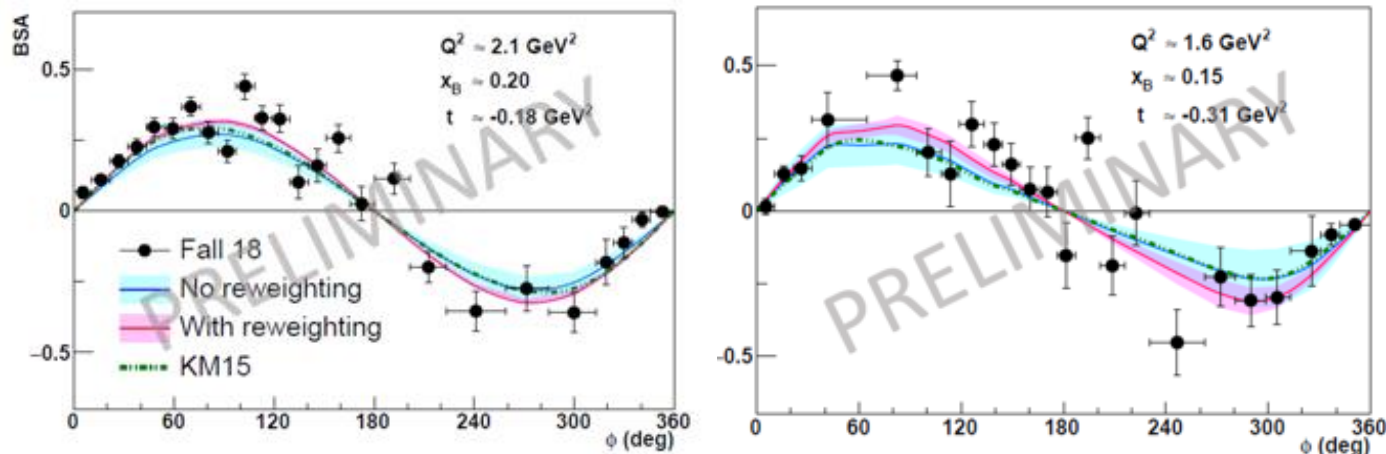 BSA
Q² ≈ 2.1 GeV²
x_B ≈ 0.20
t ≈ -0.18 GeV²
0.5
0
−0.5
Fall 18
No reweighting
With reweighting
KM15
PRELIMINARY
0 60 120 180 240 300 360
ϕ (deg)
Q² ≈ 1.6 GeV²
x_B ≈ 0.15
t ≈ -0.31 GeV²
0.5
0
-0.5
PRELIMINARY
0 60 120 180 240 300 360
ϕ (deg)